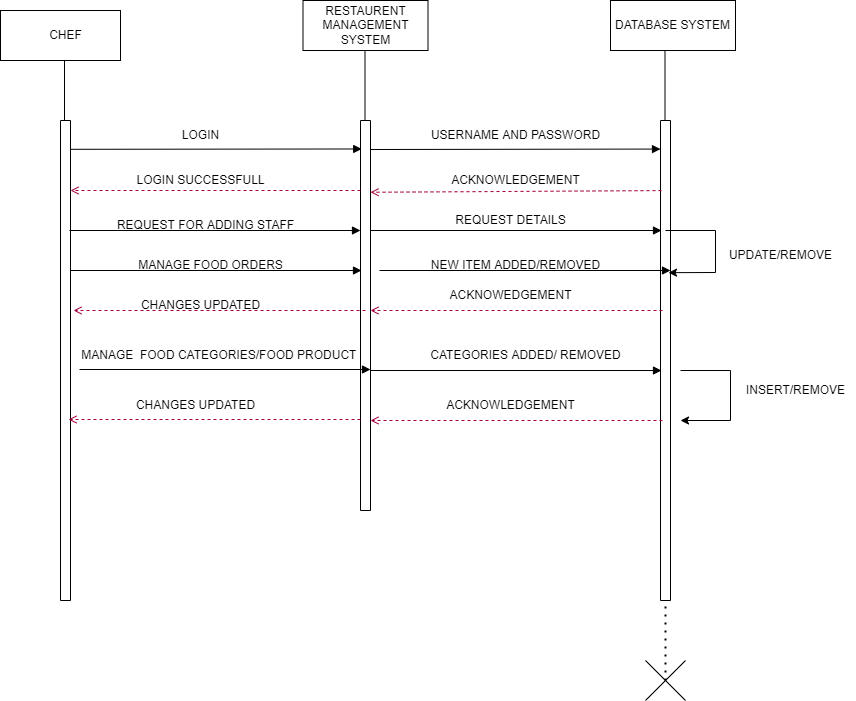 CHEF
RESTAURENT
MANAGEMENT
SYSTEM
DATABASE SYSTEM
LOGIN
USERNAME AND PASSWORD
LOGIN SUCCESSFULL
ACKNOWLEDGEMENT
REQUEST FOR ADDING STAFF
REQUEST DETAILS
UPDATE/REMOVE
MANAGE FOOD ORDERS
NEW ITEM ADDED/REMOVED
CHANGES UPDATED
ACKNOWEDGEMENT
MANAGE  FOOD CATEGORIES/FOOD PRODUCT
CATEGORIES ADDED/ REMOVED
INSERT/REMOVE
CHANGES UPDATED
ACKNOWLEDGEMENT